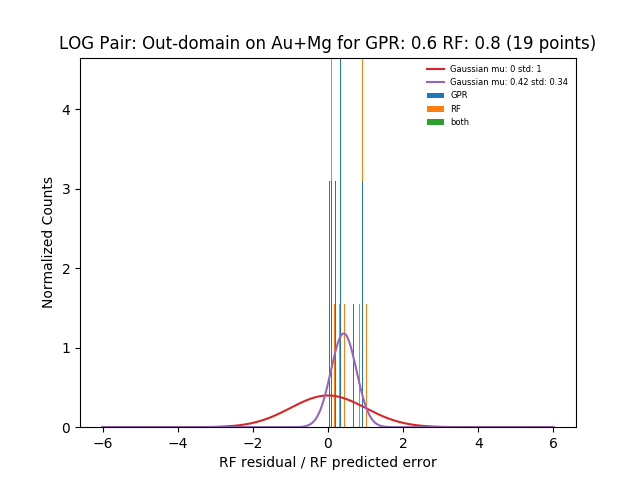 LOG Pair: Out-domain on Au+Mg for GPR: 0.6 RF: 0.8 (19 points)
Gaussian mu: 0 std: 1
Gaussian mu: 0.42 std: 0.34
GPR
RF
both
Normalized Counts
4
3
2
1
0
−6
−4
−2
0
2
4
6
RF residual / RF predicted error